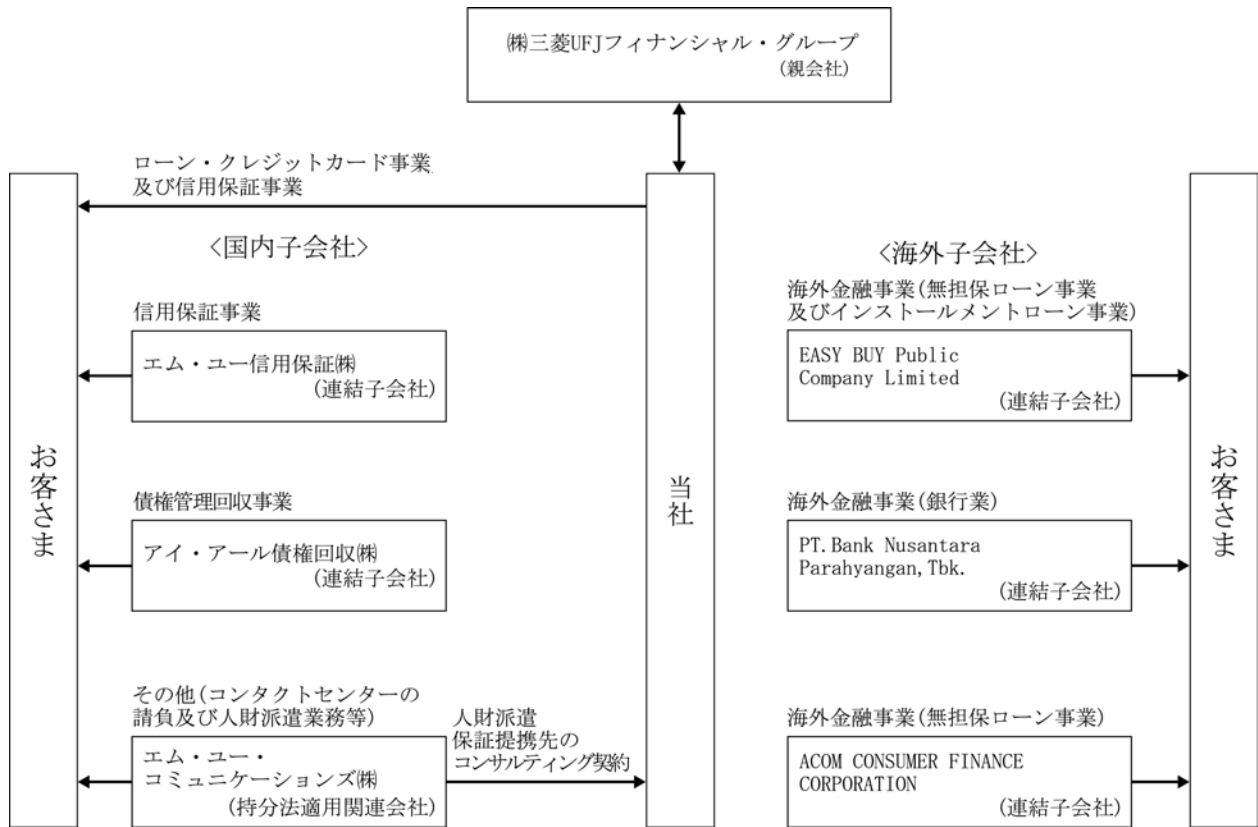 ㈱三菱UFJフィナンシャル・グループ
(親会社)
ローン・クレジットカード事業
及び信用保証事業
お客さま
<国内子会社>
信用保証事業
エム・ユー信用保証㈱
(連結子会社)
債権管理回収事業
アイ・アール債権回収㈱
(連結子会社)
その他(コンタクトセンターの
請負及び人財派遣業務等)
エム・ユー・
コミュニケーションズ㈱
(持分法適用関連会社)
人財派遣
保証提携先の
コンサルティング契約
当社
<海外子会社>
海外金融事業(無担保ローン事業
及びインストールメントローン事業)
EASY BUY Public
Company Limited
(連結子会社)
海外金融事業(銀行業)
PT.Bank Nusantara
Parahyangan,Tbk.
(連結子会社)
海外金融事業(無担保ローン事業)
ACOM CONSUMER FINANCE
CORPORATION
(連結子会社)
お客さま